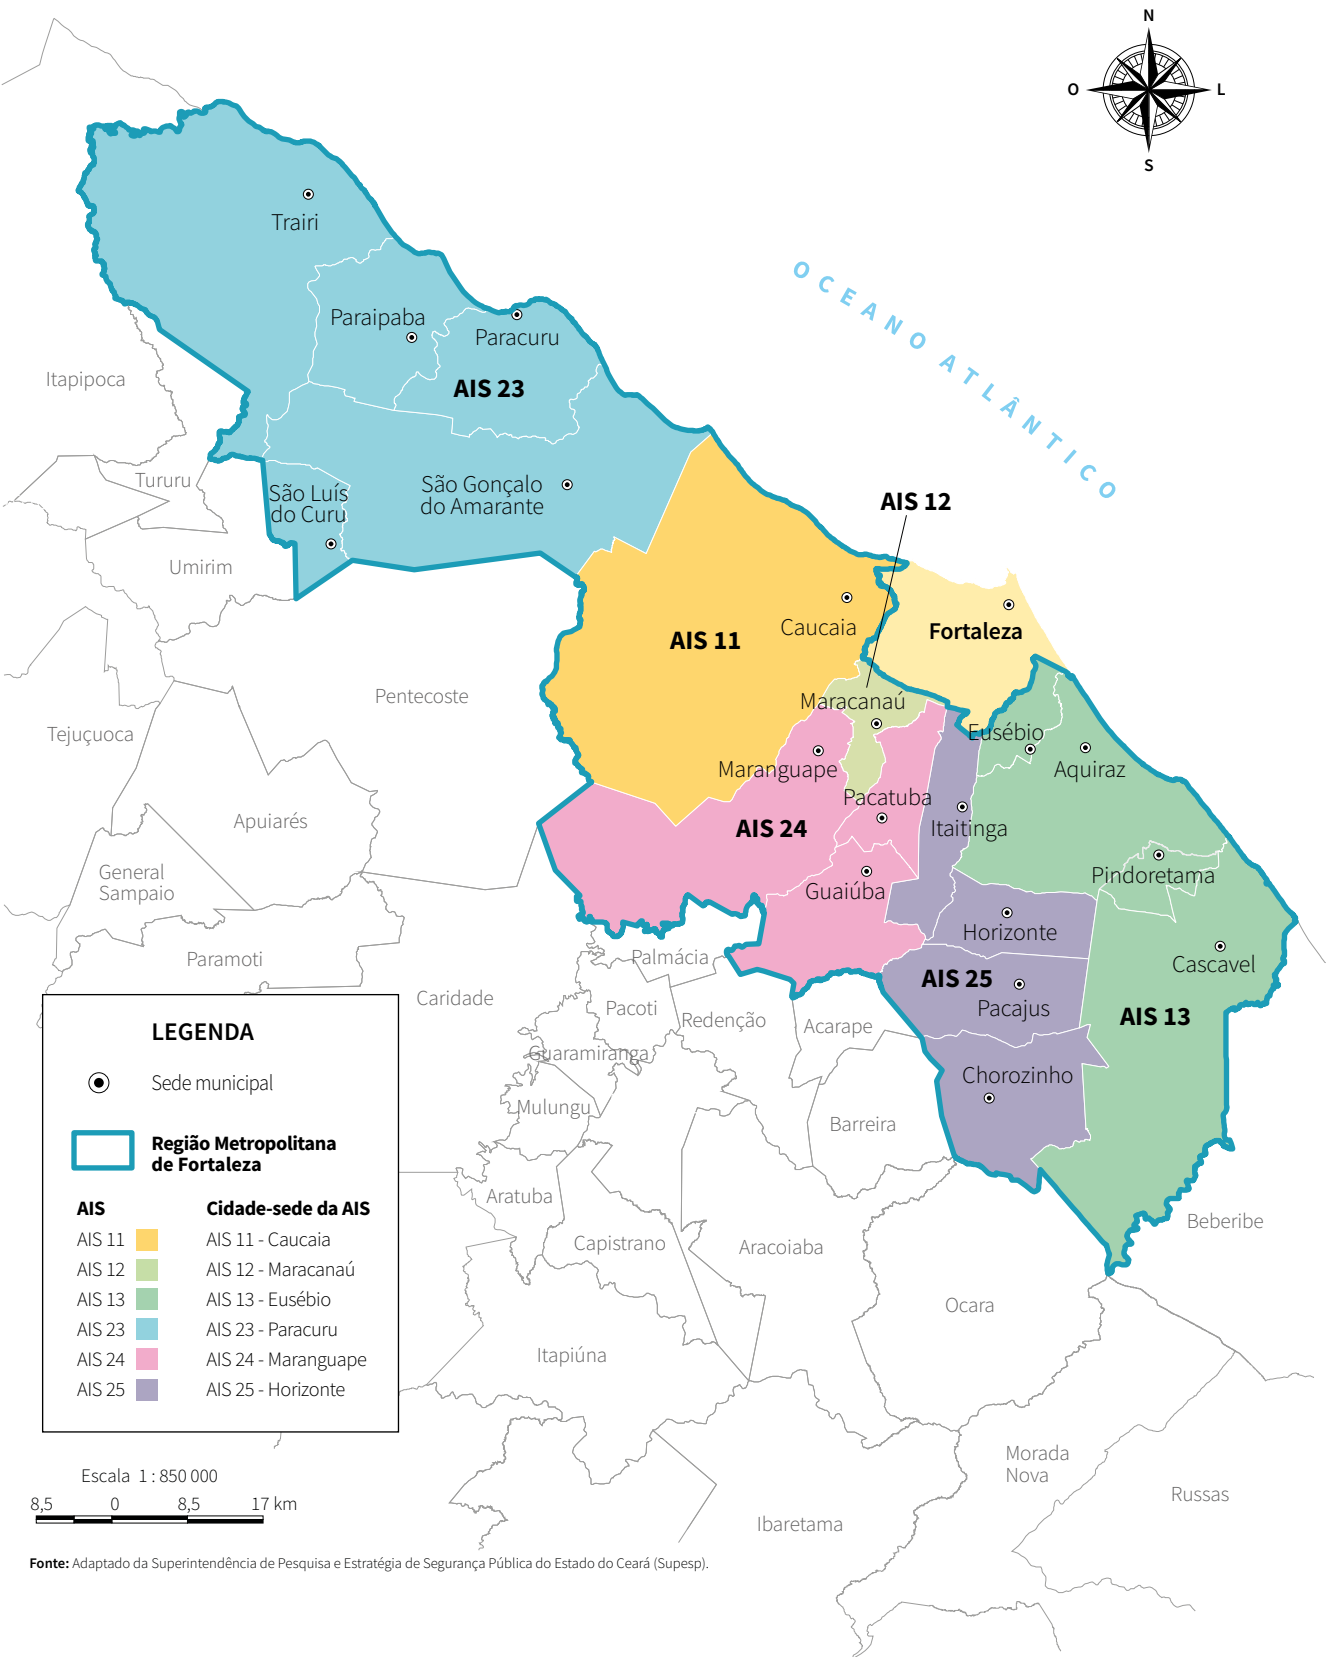 N
O
L
S
OCEANO ATLÂNTICO
Trairi
Paraipaba
Paracuru
AIS 23
Itapipoca
Tururu
São Luís
do Curu
São Gonçalo
do Amarante
AIS 12
Umirim
Caucaia
AIS 11
Fortaleza
Pentecoste
Maracanaú
Tejuçuoca
Eusébio
Maranguape
Aquiraz
Pacatuba
Apuiarés
AIS 24
Itaitinga
General
Sampaio
Guaiúba
Pindoretama
Horizonte
Paramoti
Palmácia
Cascavel
AIS 25
Caridade
Pacoti
Redenção
Pacajus
AIS 13
Acarape
Guaramiranga
Chorozinho
Mulungu
Barreira
Aratuba
Beberibe
Capistrano
Aracoiaba
Ocara
Itapiúna
Morada
Nova
Russas
Ibaretama
LEGENDA
Sede municipal
Região Metropolitana
de Fortaleza
AIS Cidade-sede da AIS
AIS 11 AIS 11 - Caucaia
AIS 12 AIS 12 - Maracanaú
AIS 13 AIS 13 - Eusébio
AIS 23 AIS 23 - Paracuru
AIS 24 AIS 24 - Maranguape
AIS 25 AIS 25 - Horizonte
Escala 1 : 850 000
8,5 0 8,5 17 km
Fonte: Adaptado da Superintendência de Pesquisa e Estratégia de Segurança Pública do Estado do Ceará (Supesp).